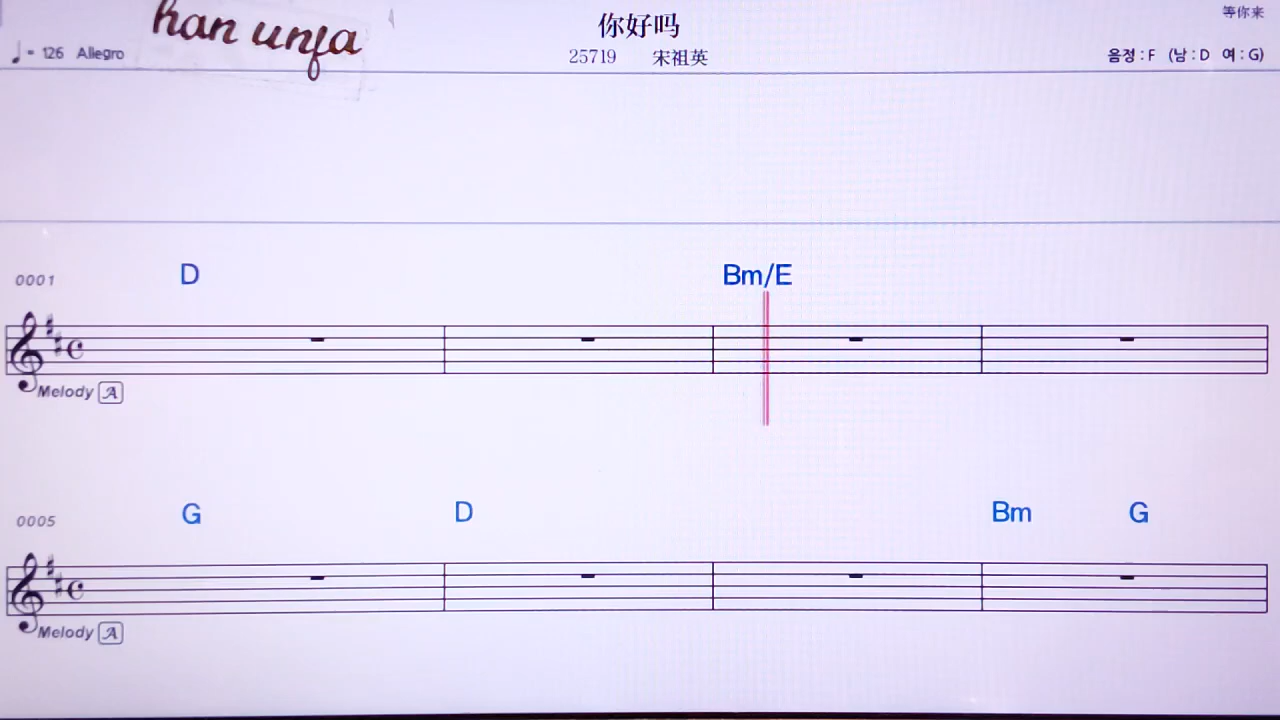 han unfa
你好吗
等你来
♩= 126 Allegro
25719 宋祖英
음정 : F (남 : D 여 : G)
0001 D Bm/E
Melody A
0005 G D Bm G
Melody A